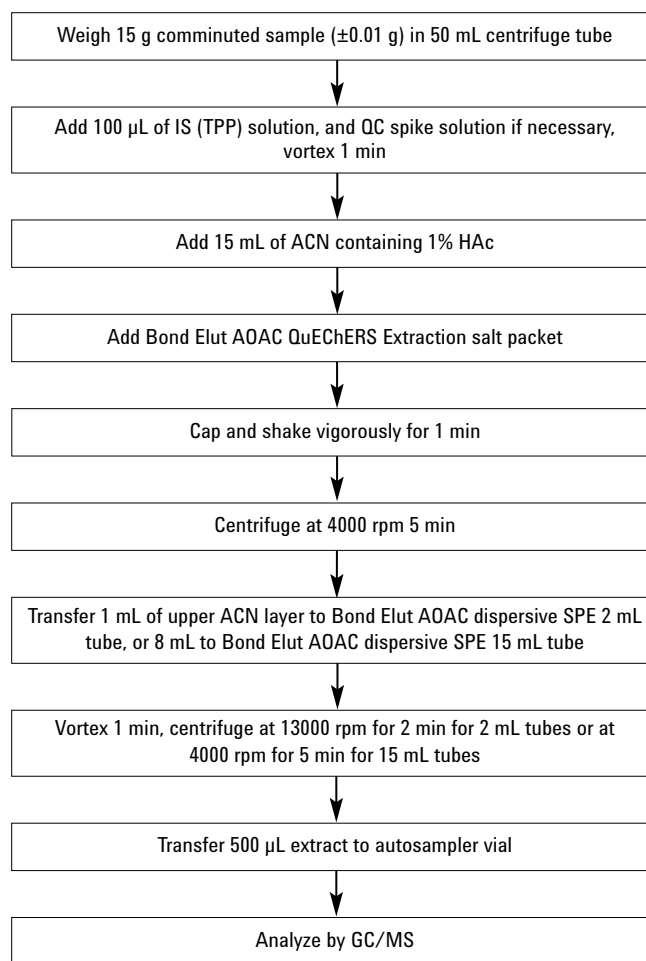 Weigh 15 g comminuted sample (±0.01 g) in 50 mL centrifuge tube
Add 100 µL of IS (TPP) solution, and QC spike solution if necessary,
vortex 1 min
Add 15 mL of ACN containing 1% HAc
Add Bond Elut AOAC QuEChERS Extraction salt packet
Cap and shake vigorously for 1 min
Centrifuge at 4000 rpm 5 min
Transfer 1 mL of upper ACN layer to Bond Elut AOAC dispersive SPE 2 mL
tube, or 8 mL to Bond Elut AOAC dispersive SPE 15 mL tube
Vortex 1 min, centrifuge at 13000 rpm for 2 min for 2 mL tubes or at
4000 rpm for 5 min for 15 mL tubes
Transfer 500 µL extract to autosampler vial
Analyze by GC/MS